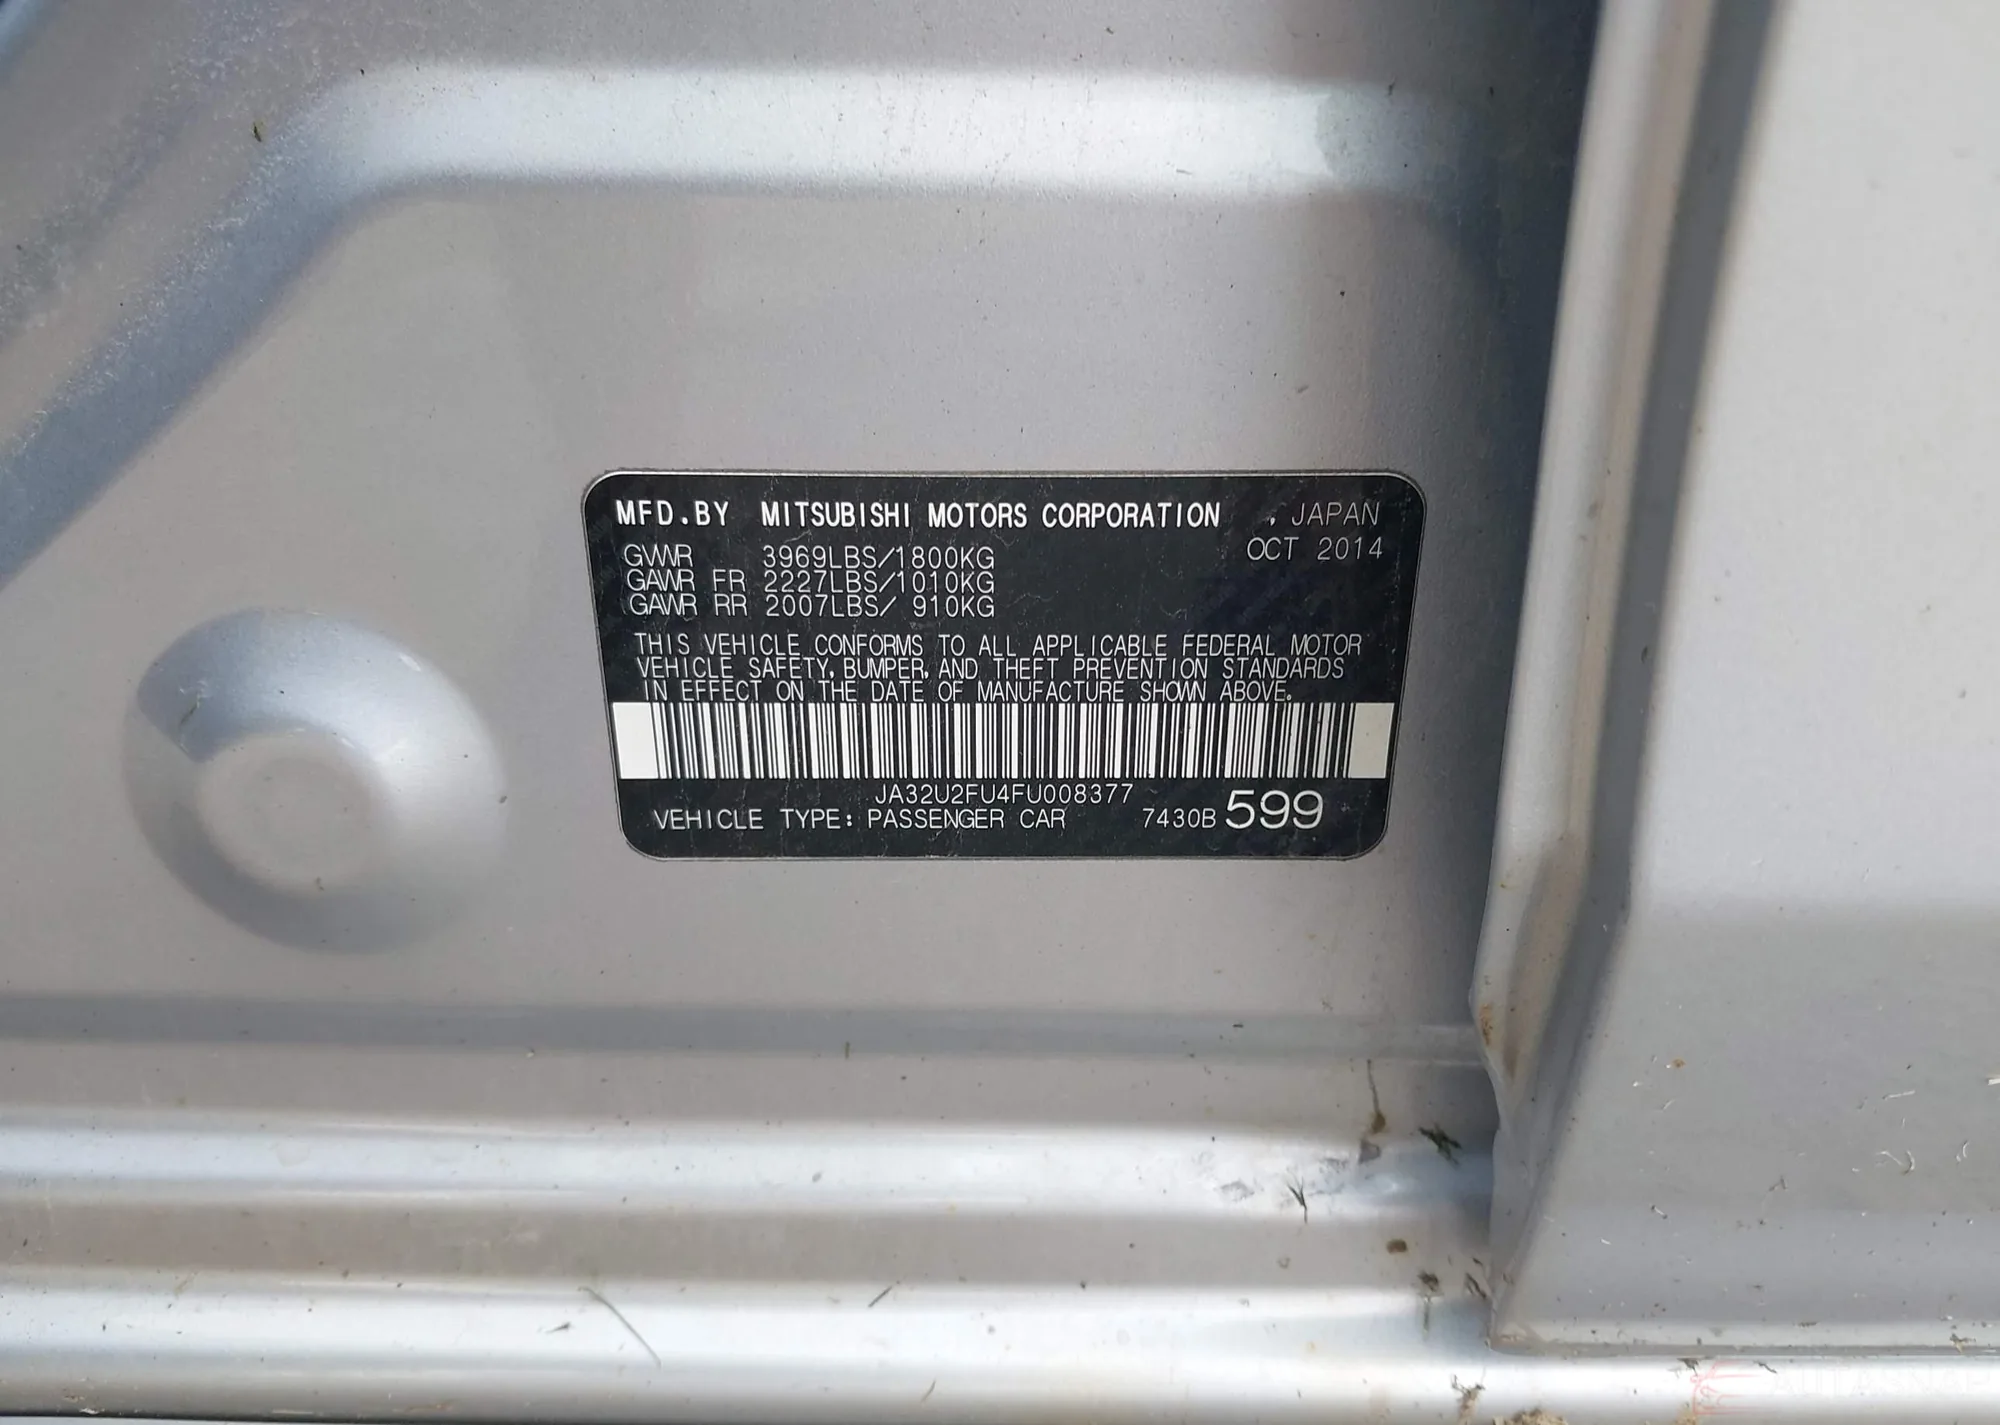 MFD.BY MITSUBISHI MOTORS CORPORATION , JAPAN
OCT 2014
GVWR 3969LBS/1800KG
GAWR FR 2227LBS/1010KG
GAWR RR 2007LBS/ 910KG
THIS VEHICLE CONFORMS TO ALL APPLICABLE FEDERAL MOTOR
VEHICLE SAFETY, BUMPER, AND THEFT PREVENTION STANDARDS
IN EFFECT ON THE DATE OF MANUFACTURE SHOWN ABOVE.
JA32U2FU4FU008377
VEHICLE TYPE: PASSENGER CAR 7430B 599